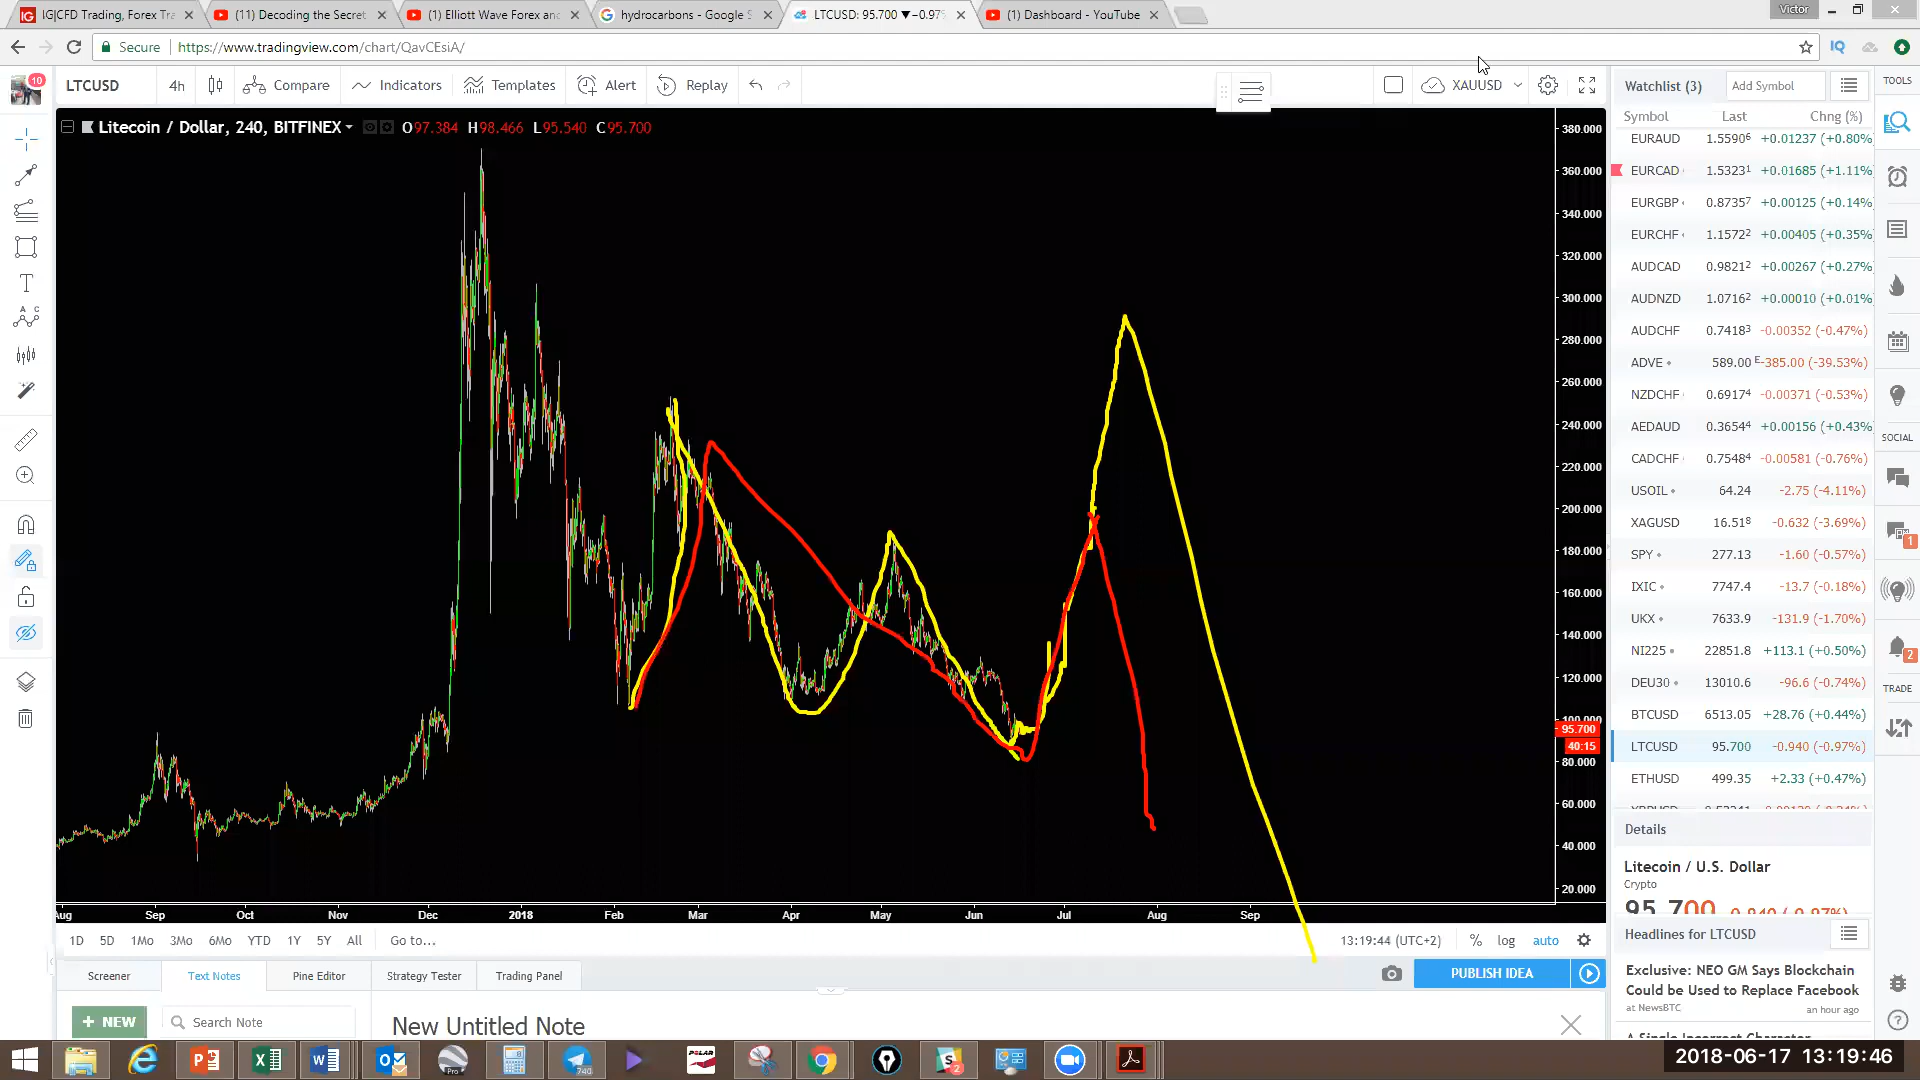 IG|CFD Trading, Forex Tra
(11) Decoding the Secret
(1) Elliott Wave Forex and
hydrocarbons - Google S
LTCUSD: 95.700 ▼−0.97%
(1) Dashboard - YouTube
Victor
Secure
https://www.tradingview.com/chart/QavCEsiA/
10
LTCUSD
4h
Compare
Indicators
Templates
Alert
Replay
XAUUSD
Litecoin / Dollar, 240, BITFINEX
O97.384 H98.466 L95.540 C95.700
380.000
360.000
340.000
320.000
300.000
280.000
260.000
240.000
220.000
200.000
180.000
160.000
140.000
120.000
100.000
95.700
40:15
80.000
60.000
40.000
20.000
Aug Sep Oct Nov Dec 2018 Feb Mar Apr May Jun Jul Aug Sep
1D 5D 1Mo 3Mo 6Mo YTD 1Y 5Y All Go to...
13:19:44 (UTC+2) % log auto
Screener Text Notes Pine Editor Strategy Tester Trading Panel
PUBLISH IDEA
+ NEW
Search Note
New Untitled Note
Watchlist (3)
Add Symbol
Symbol Last Chng (%)
EURAUD 1.55906 +0.01237 (+0.80%
EURCAD 1.53231 +0.01685 (+1.11%
EURGBP 0.87357 +0.00125 (+0.14%
EURCHF 1.15722 +0.00405 (+0.35%
AUDCAD 0.98212 +0.00267 (+0.27%
AUDNZD 1.07162 +0.00010 (+0.01%
AUDCHF 0.74183 -0.00352 (-0.47%)
ADVE 589.00 E-385.00 (-39.53%)
NZDCHF 0.69174 -0.00371 (-0.53%)
AEDAUD 0.36544 +0.00156 (+0.43%
CADCHF 0.75484 -0.00581 (-0.76%)
USOIL 64.24 -2.75 (-4.11%)
XAGUSD 16.518 -0.632 (-3.69%)
SPY 277.13 -1.60 (-0.57%)
IXIC 7747.4 -13.7 (-0.18%)
UKX 7633.9 -131.9 (-1.70%)
NI225 22851.8 +113.1 (+0.50%)
DEU30 13010.6 -96.6 (-0.74%)
BTCUSD 6513.05 +28.76 (+0.44%)
LTCUSD 95.700 -0.940 (-0.97%)
ETHUSD 499.35 +2.33 (+0.47%)
Details
Litecoin / U.S. Dollar
Crypto
95.700 -0.940 (-0.97%)
Headlines for LTCUSD
Exclusive: NEO GM Says Blockchain
Could be Used to Replace Facebook
at NewsBTC an hour ago
TOOLS
SOCIAL
1
2
TRADE
Pro
740
POLAR
2
2018-06-17 13:19:46